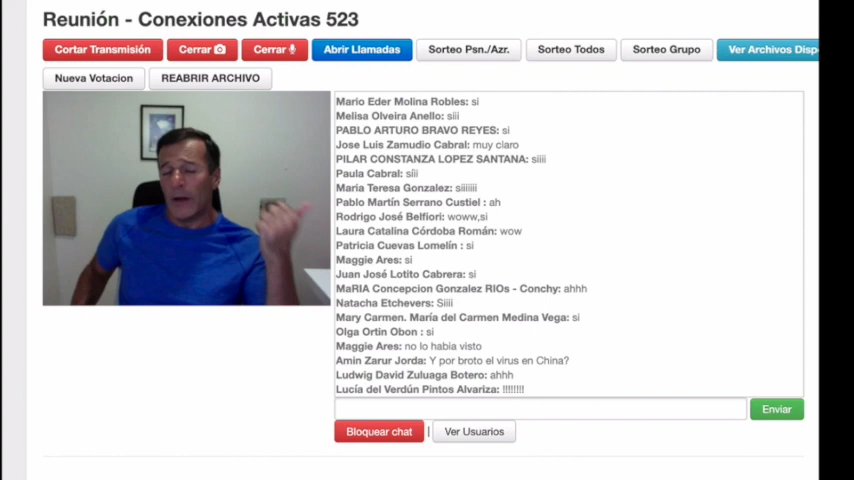 Reunión - Conexiones Activas 523
Cortar Transmisión Cerrar Cerrar Abrir Llamadas Sorteo Psn./Azr. Sorteo Todos Sorteo Grupo Ver Archivos Disp
Nueva Votacion REABRIR ARCHIVO
Mario Eder Molina Robles: si
Melisa Olveira Anello: siii
PABLO ARTURO BRAVO REYES: si
Jose Luis Zamudio Cabral: muy claro
PILAR CONSTANZA LOPEZ SANTANA: siiii
Paula Cabral: síii
Maria Teresa Gonzalez: siiiiiii
Pablo Martín Serrano Custiel : ah
Rodrigo José Belfiori: woww,si
Laura Catalina Córdoba Román: wow
Patricia Cuevas Lomelín : si
Maggie Ares: si
Juan José Lotito Cabrera: si
MaRIA Concepcion Gonzalez RIOs - Conchy: ahhh
Natacha Etchevers: Siiii
Mary Carmen. María del Carmen Medina Vega: si
Olga Ortin Obon : si
Maggie Ares: no lo habia visto
Amin Zarur Jorda: Y por broto el virus en China?
Ludwig David Zuluaga Botero: ahhh
Lucía del Verdún Pintos Alvariza: !!!!!!!!
Enviar
Bloquear chat | Ver Usuarios